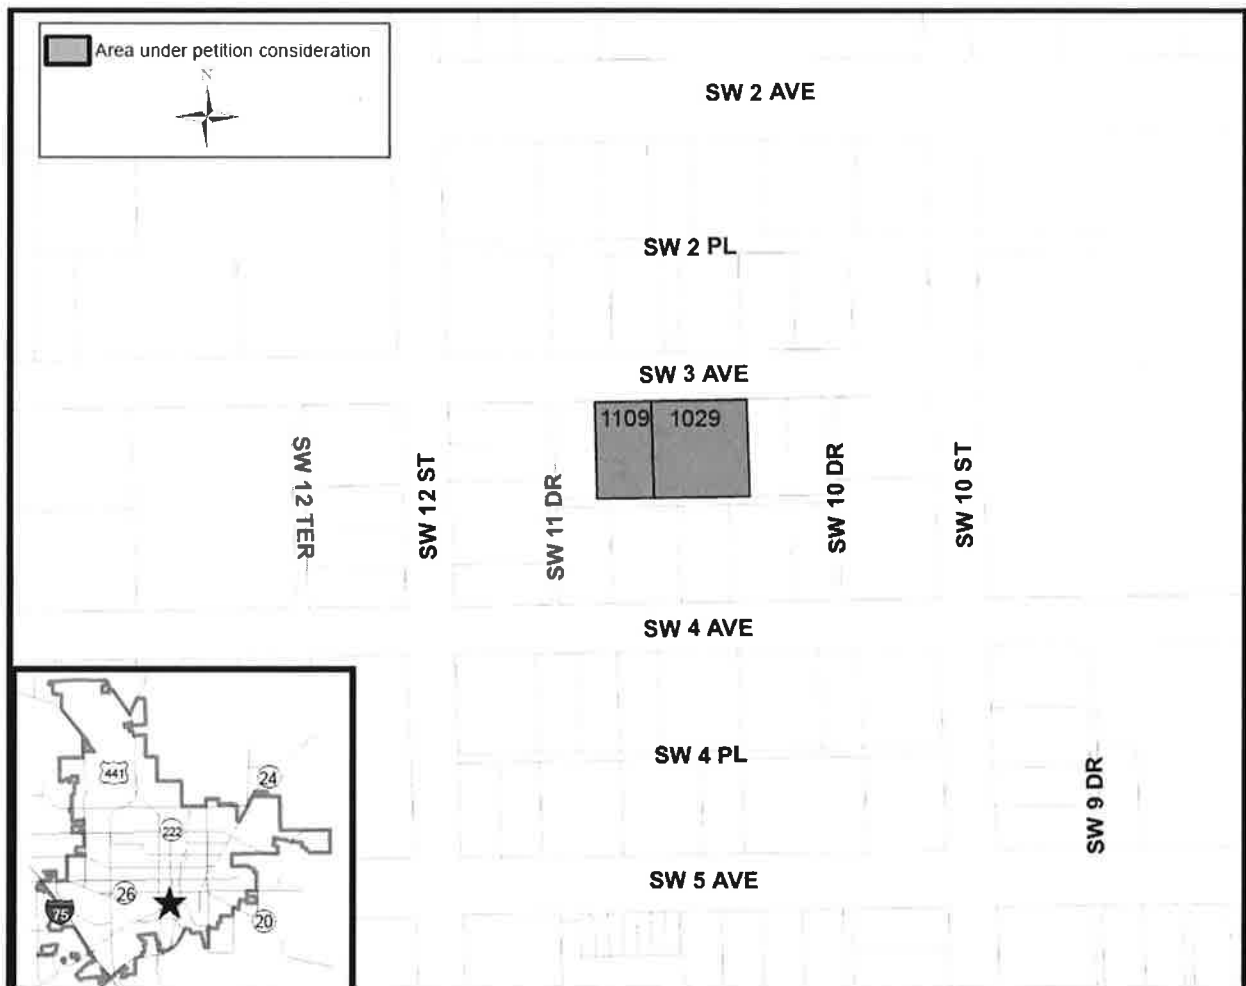 Area under petition consideration
N
SW 2 AVE
SW 2 PL
SW 3 AVE
1109
1029
SW 12 TER
SW 12 ST
SW 11 DR
SW 10 DR
SW 10 ST
SW 4 AVE
SW 4 PL
SW 9 DR
SW 5 AVE
441
24
222
26
75
20